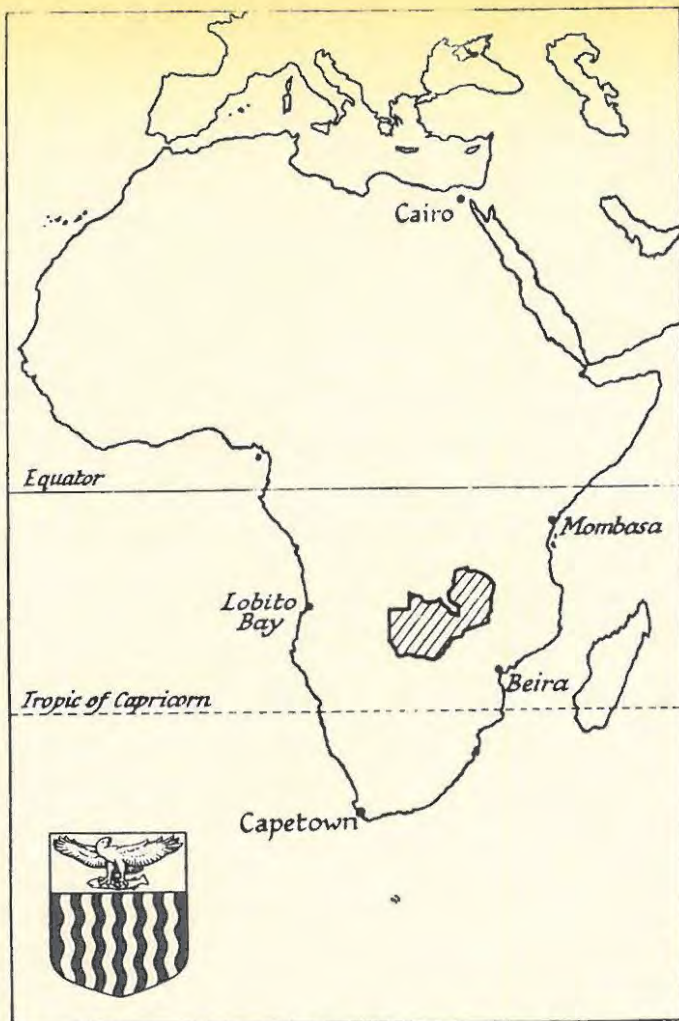 Cairo
Equator
Mombasa
Lobito
Bay
Beira
Tropic of Capricorn
Capetown